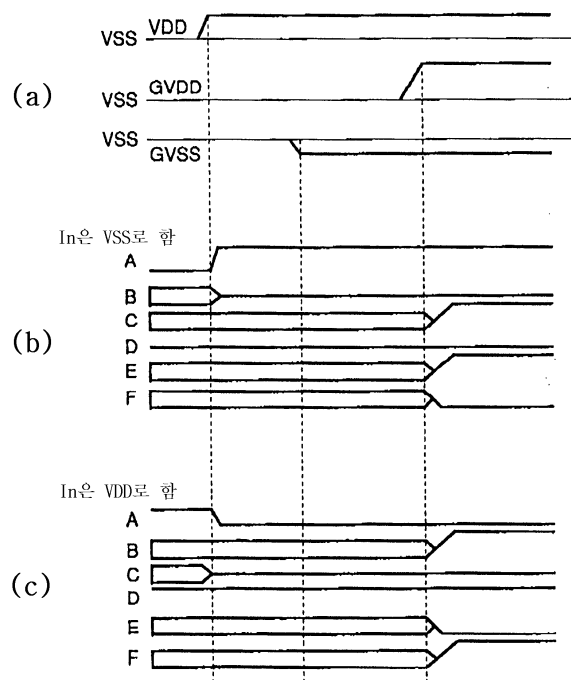 VDD
VSS
(a)
GVDD
VSS
VSS
GVSS
In은 VSS로 함
A
B
C
(b)
D
E
F
In은 VDD로 함
A
B
C
(c)
D
E
F